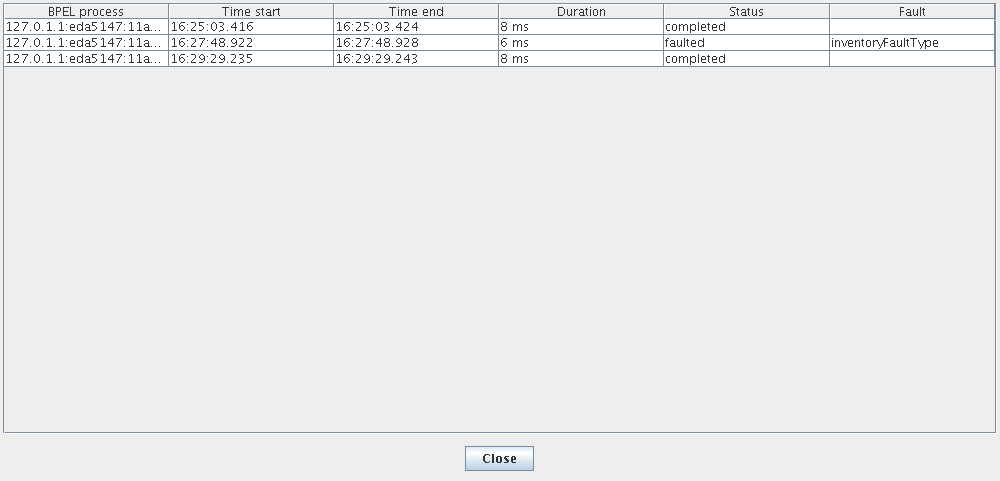 BPEL process Time start Time end Duration Status Fault
127.0.1.1:eda5147:11a... 16:25:03.416 16:25:03.424 8 ms completed
127.0.1.1:eda5147:11a... 16:27:48.922 16:27:48.928 6 ms faulted inventoryFaultType
127.0.1.1:eda5147:11a... 16:29:29.235 16:29:29.243 8 ms completed
Close